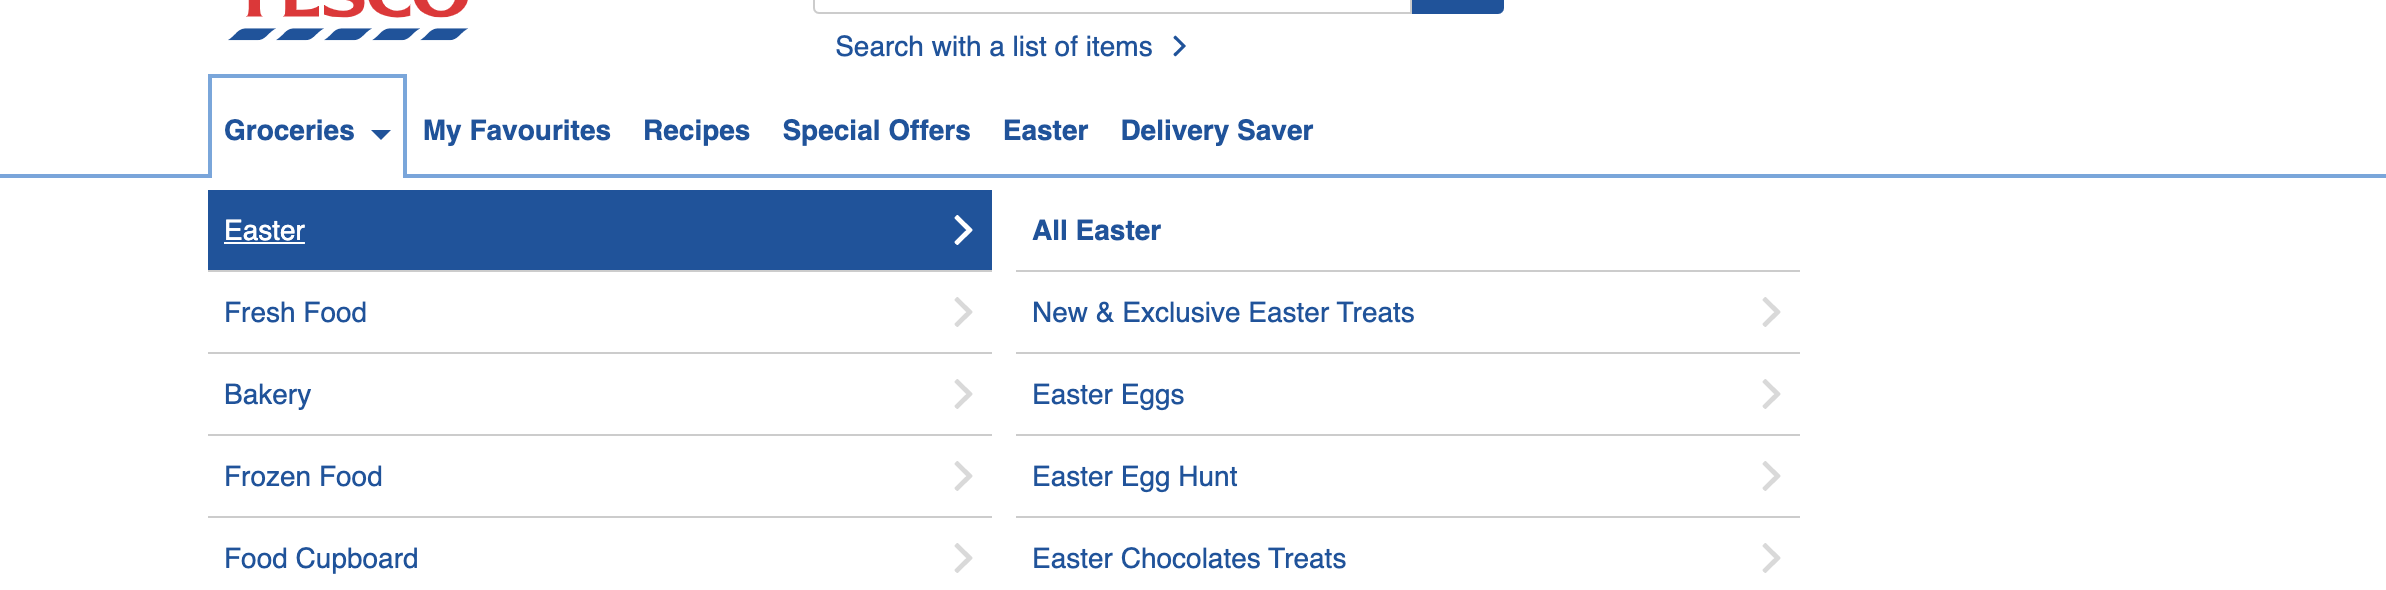 TESCO
Search with a list of items
Groceries My Favourites Recipes Special Offers Easter Delivery Saver
Easter
All Easter
Fresh Food
New & Exclusive Easter Treats
Bakery
Easter Eggs
Frozen Food
Easter Egg Hunt
Food Cupboard
Easter Chocolates Treats